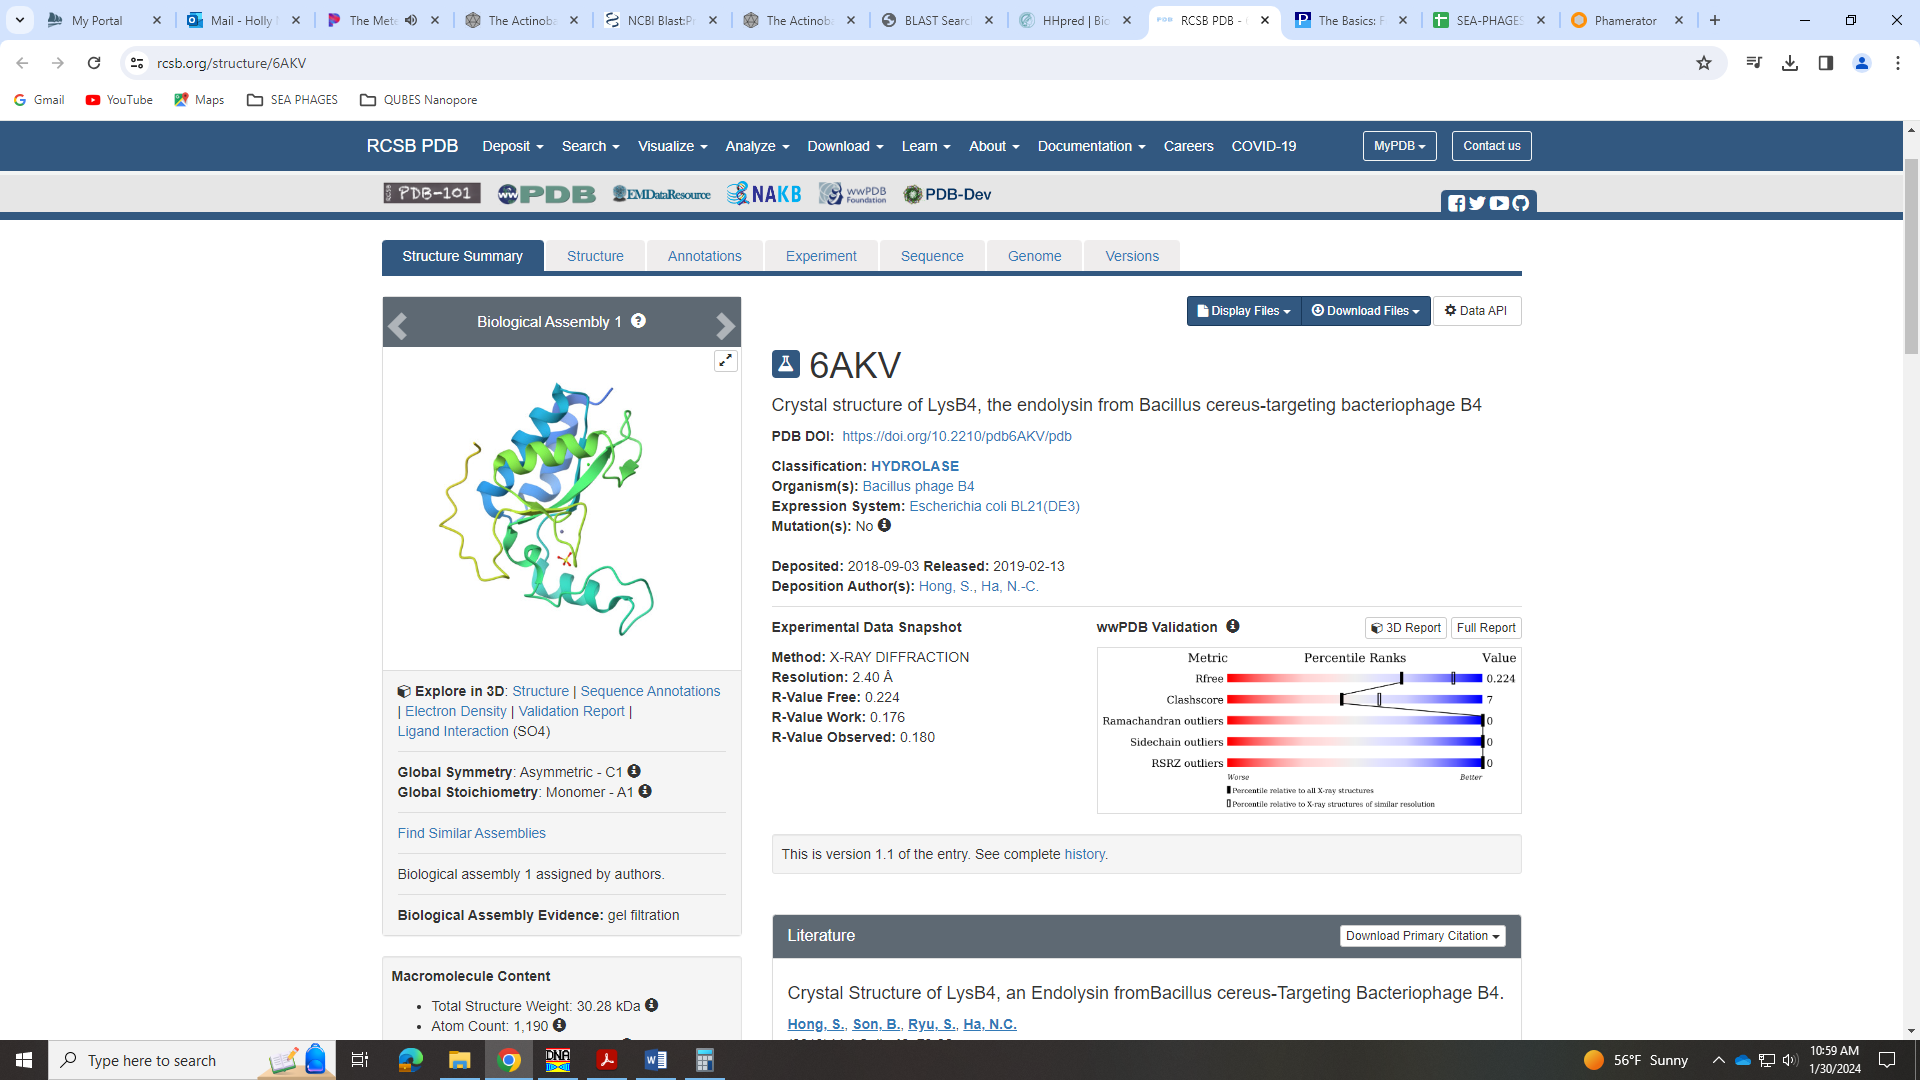 My Portal
Mail - Holly
The Mete
The Actinoba
NCBI Blast:Pr
The Actinoba
BLAST Searc
HHpred | Bio
RCSB PDB -
The Basics: F
SEA-PHAGES
Phamerator
rcsb.org/structure/6AKV
Gmail
YouTube
Maps
SEA PHAGES
QUBES Nanopore
RCSB PDB Deposit Search Visualize Analyze Download Learn About Documentation Careers COVID-19 MyPDB Contact us
PDB-101 PDB EMDataResource NAKB wwPDB Foundation PDB-Dev
Structure Summary Structure Annotations Experiment Sequence Genome Versions
Biological Assembly 1
Display Files Download Files Data API
6AKV
Crystal structure of LysB4, the endolysin from Bacillus cereus-targeting bacteriophage B4
PDB DOI: https://doi.org/10.2210/pdb6AKV/pdb
Classification: HYDROLASE
Organism(s): Bacillus phage B4
Expression System: Escherichia coli BL21(DE3)
Mutation(s): No
Deposited: 2018-09-03 Released: 2019-02-13
Deposition Author(s): Hong, S., Ha, N.-C.
Experimental Data Snapshot
Method: X-RAY DIFFRACTION
Resolution: 2.40 Å
R-Value Free: 0.224
R-Value Work: 0.176
R-Value Observed: 0.180
wwPDB Validation 3D Report Full Report
Metric Percentile Ranks Value
Rfree 0.224
Clashscore 7
Ramachandran outliers 0
Sidechain outliers 0
RSRZ outliers 0
Worse Better
Percentile relative to all X-ray structures
Percentile relative to X-ray structures of similar resolution
Explore in 3D: Structure | Sequence Annotations
| Electron Density | Validation Report |
Ligand Interaction (SO4)
Global Symmetry: Asymmetric - C1
Global Stoichiometry: Monomer - A1
Find Similar Assemblies
Biological assembly 1 assigned by authors.
Biological Assembly Evidence: gel filtration
This is version 1.1 of the entry. See complete history.
Literature Download Primary Citation
Crystal Structure of LysB4, an Endolysin fromBacillus cereus-Targeting Bacteriophage B4.
Hong, S., Son, B., Ryu, S., Ha, N.C.
Macromolecule Content
Total Structure Weight: 30.28 kDa
Atom Count: 1,190
Type here to search
DNA
56°F Sunny
10:59 AM
1/30/2024